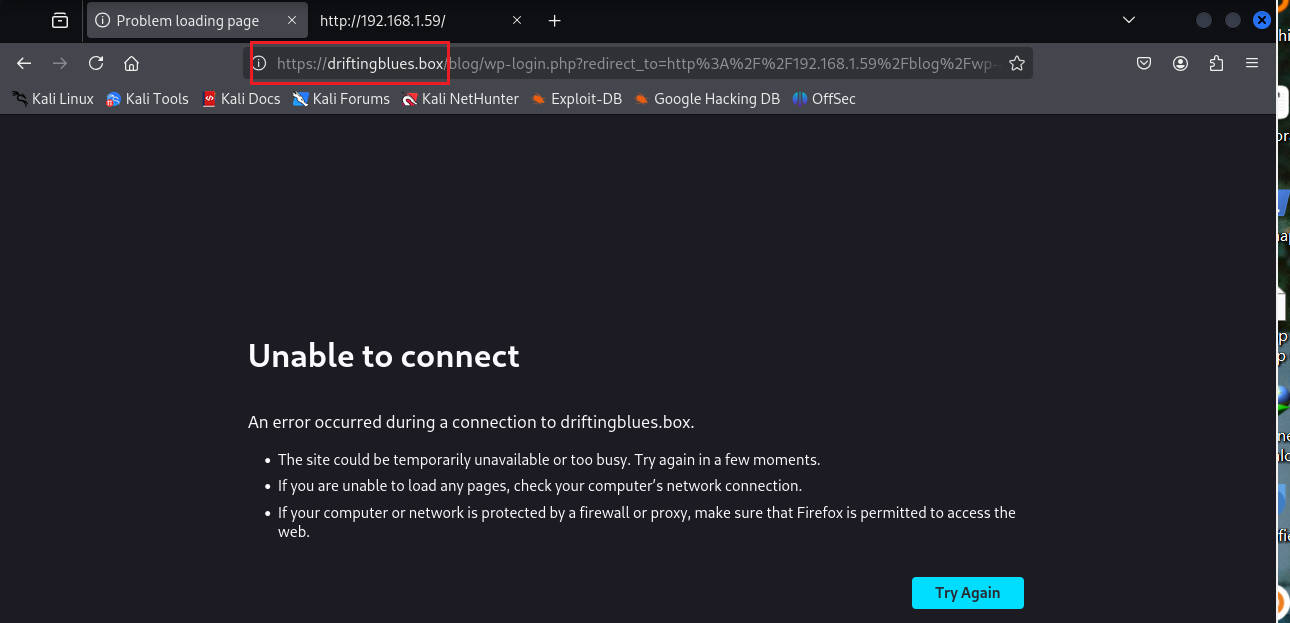 Problem loading page
http://192.168.1.59/
https://driftingblues.box/blog/wp-login.php?redirect_to=http%3A%2F%2F192.168.1.59%2Fblog%2Fwp-
Kali Linux Kali Tools Kali Docs Kali Forums Kali NetHunter Exploit-DB Google Hacking DB OffSec
Unable to connect
An error occurred during a connection to driftingblues.box.
• The site could be temporarily unavailable or too busy. Try again in a few moments.
• If you are unable to load any pages, check your computer’s network connection.
• If your computer or network is protected by a firewall or proxy, make sure that Firefox is permitted to access the
web.
Try Again